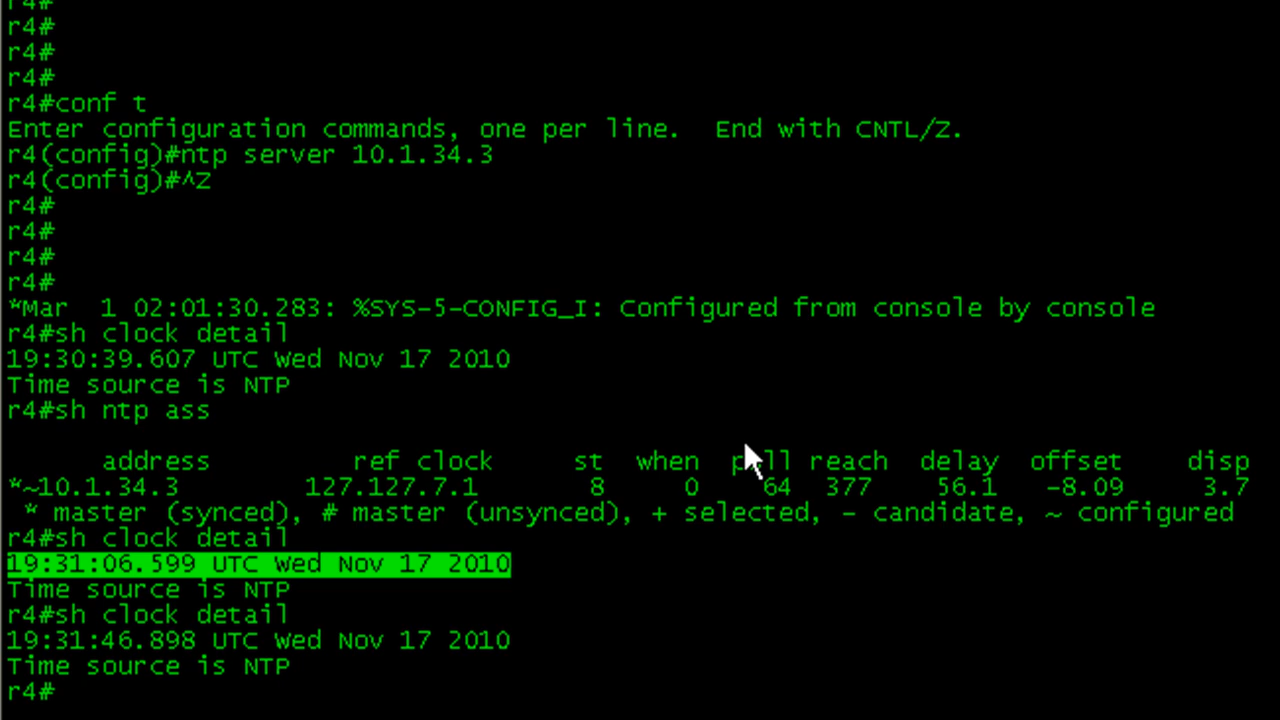 r4#
r4#
r4#
r4#
r4#conf t
Enter configuration commands, one per line.  End with CNTL/Z.
r4(config)#ntp server 10.1.34.3
r4(config)#^Z
r4#
r4#
r4#
r4#
*Mar  1 02:01:30.283: %SYS-5-CONFIG_I: Configured from console by console
r4#sh clock detail
19:30:39.607 UTC Wed Nov 17 2010
Time source is NTP
r4#sh ntp ass
address         ref clock     st  when  poll reach  delay  offset    disp
*~10.1.34.3        127.127.7.1       8     0    64  377    56.1   -8.09     3.7
* master (synced), # master (unsynced), + selected, - candidate, ~ configured
r4#sh clock detail
19:31:06.599 UTC Wed Nov 17 2010
Time source is NTP
r4#sh clock detail
19:31:46.898 UTC Wed Nov 17 2010
Time source is NTP
r4#